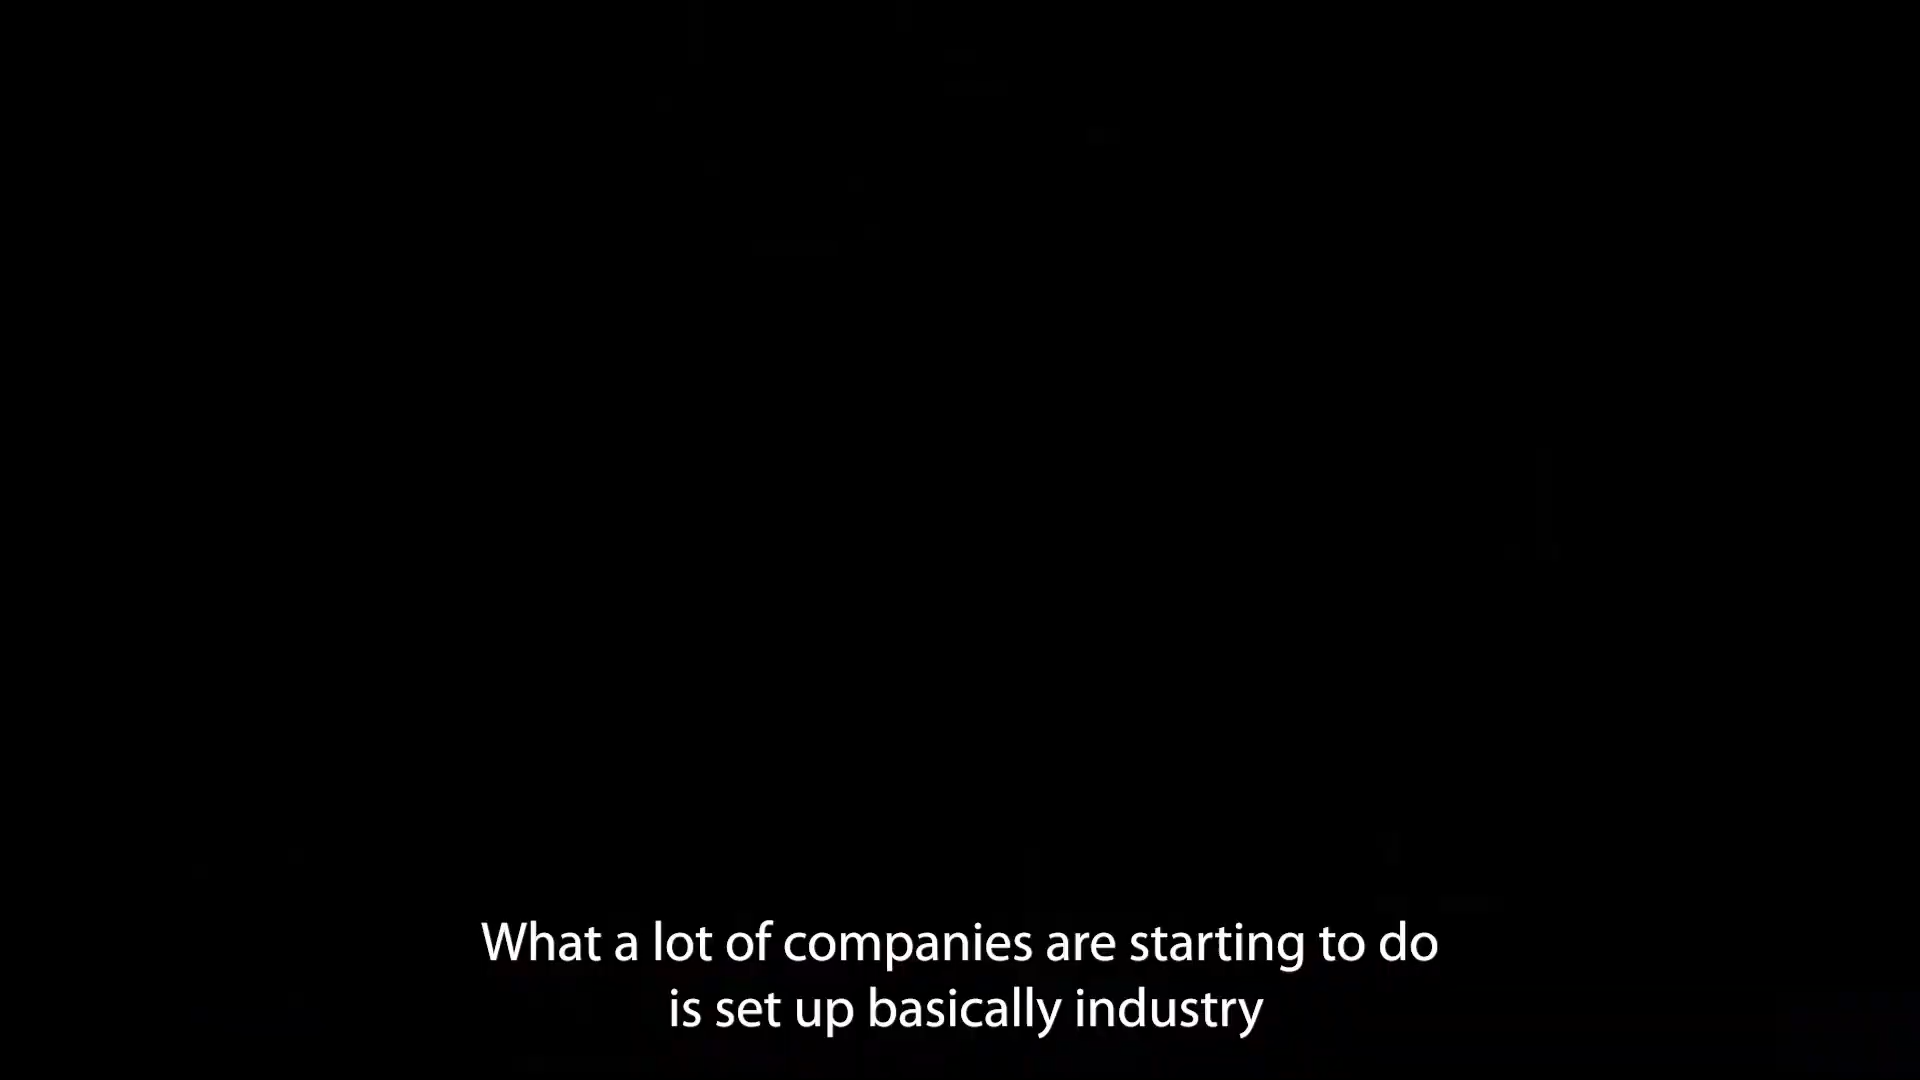 What a lot of companies are starting to do
is set up basically industry